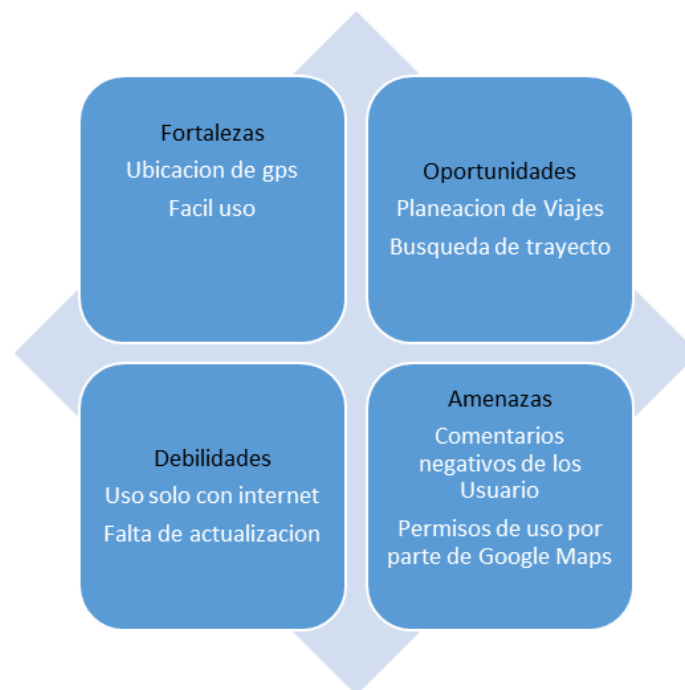 Fortalezas
Ubicacion de gps
Facil uso
Oportunidades
Planeacion de Viajes
Busqueda de trayecto
Debilidades
Uso solo con internet
Falta de actualizacion
Amenazas
Comentarios
negativos de los
Usuario
Permisos de uso por
parte de Google Maps